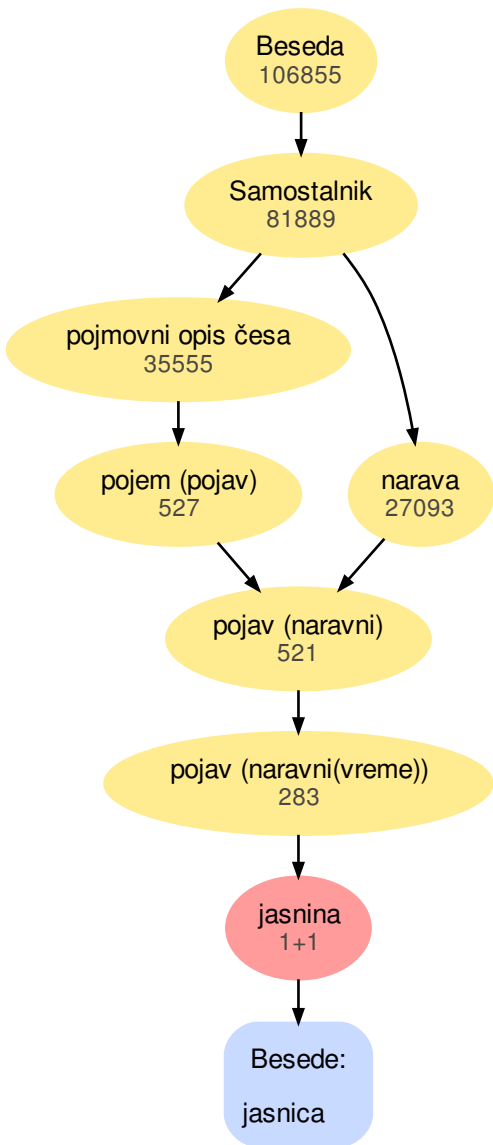 Beseda
106855
Samostalnik
81889
pojmovni opis česa
35555
pojem (pojav)
527
narava
27093
pojav (naravni)
521
pojav (naravni(vreme))
283
jasnina
1+1
Besede:
jasnica